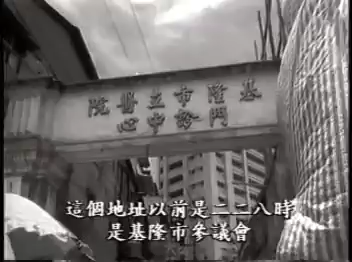 基隆市立醫院
門診中心
這個地址以前是二二八時
是基隆市參議會